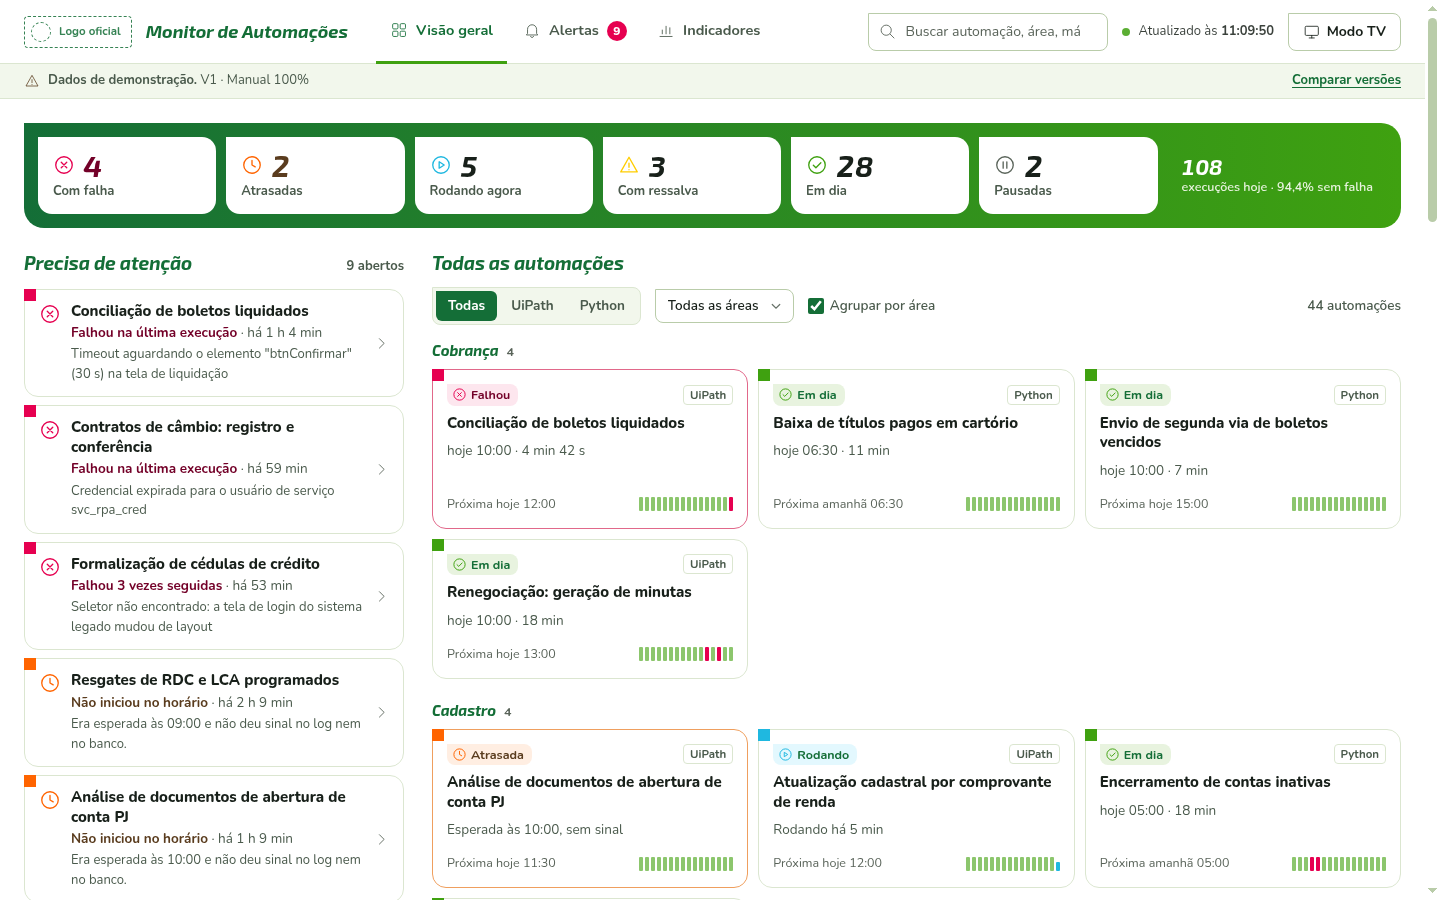 Logo oficial
Monitor de Automações
Visão geral
Alertas 9
Indicadores
Buscar automação, área, má
Atualizado às 11:09:50
Modo TV
Dados de demonstração. V1 · Manual 100%
Comparar versões
4
Com falha
2
Atrasadas
5
Rodando agora
3
Com ressalva
28
Em dia
2
Pausadas
108
execuções hoje · 94,4% sem falha
Precisa de atenção
9 abertos
Conciliação de boletos liquidados
Falhou na última execução · há 1 h 4 min
Timeout aguardando o elemento "btnConfirmar"
(30 s) na tela de liquidação
Contratos de câmbio: registro e
conferência
Falhou na última execução · há 59 min
Credencial expirada para o usuário de serviço
svc_rpa_cred
Formalização de cédulas de crédito
Falhou 3 vezes seguidas · há 53 min
Seletor não encontrado: a tela de login do sistema
legado mudou de layout
Resgates de RDC e LCA programados
Não iniciou no horário · há 2 h 9 min
Era esperada às 09:00 e não deu sinal no log nem
no banco.
Análise de documentos de abertura de
conta PJ
Não iniciou no horário · há 1 h 9 min
Era esperada às 10:00 e não deu sinal no log nem
no banco.
Todas as automações
Todas
UiPath
Python
Todas as áreas
Agrupar por área
44 automações
Cobrança 4
Falhou
UiPath
Conciliação de boletos liquidados
hoje 10:00 · 4 min 42 s
Próxima hoje 12:00
Em dia
Python
Baixa de títulos pagos em cartório
hoje 06:30 · 11 min
Próxima amanhã 06:30
Em dia
Python
Envio de segunda via de boletos
vencidos
hoje 10:00 · 7 min
Próxima hoje 15:00
Em dia
UiPath
Renegociação: geração de minutas
hoje 10:00 · 18 min
Próxima hoje 13:00
Cadastro 4
Atrasada
UiPath
Análise de documentos de abertura de
conta PJ
Esperada às 10:00, sem sinal
Próxima hoje 11:30
Rodando
UiPath
Atualização cadastral por comprovante
de renda
Rodando há 5 min
Próxima hoje 12:00
Em dia
Python
Encerramento de contas inativas
hoje 05:00 · 18 min
Próxima amanhã 05:00